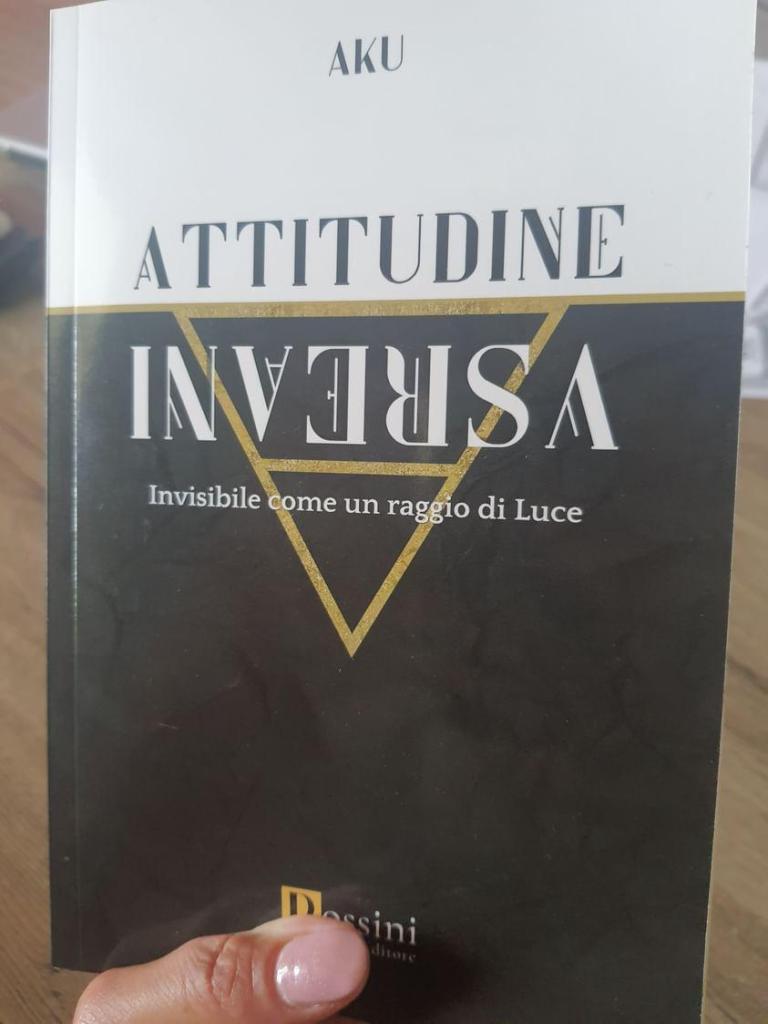 AKU
ATTITUDINE
INVERSA
Invisibile come un raggio di Luce
Rossini